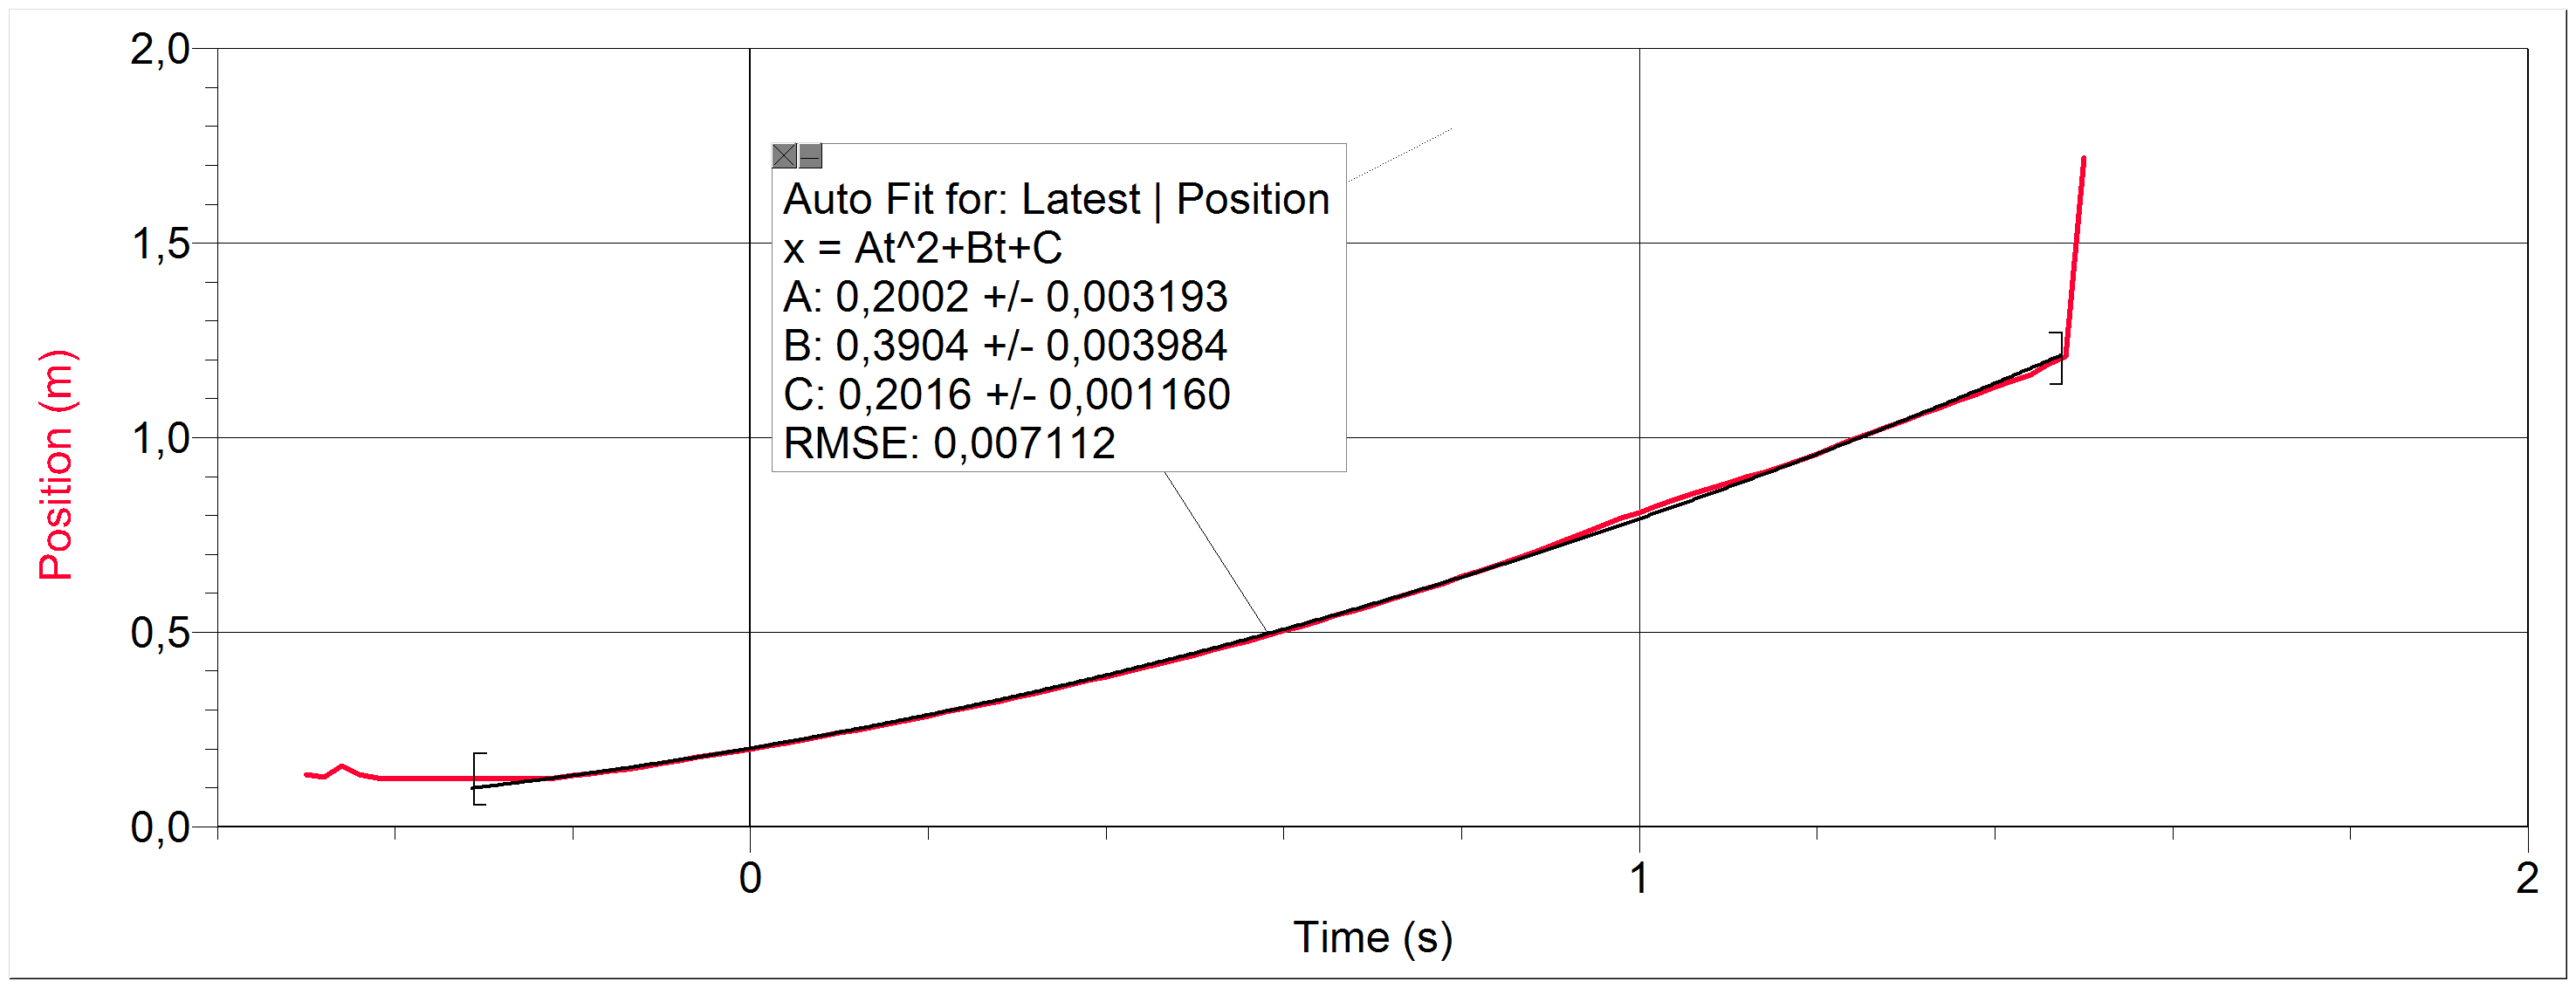 2,0
1,5
1,0
0,5
0,0
Position (m)
Auto Fit for: Latest | Position
x = At^2+Bt+C
A: 0,2002 +/- 0,003193
B: 0,3904 +/- 0,003984
C: 0,2016 +/- 0,001160
RMSE: 0,007112
0 1 2
Time (s)